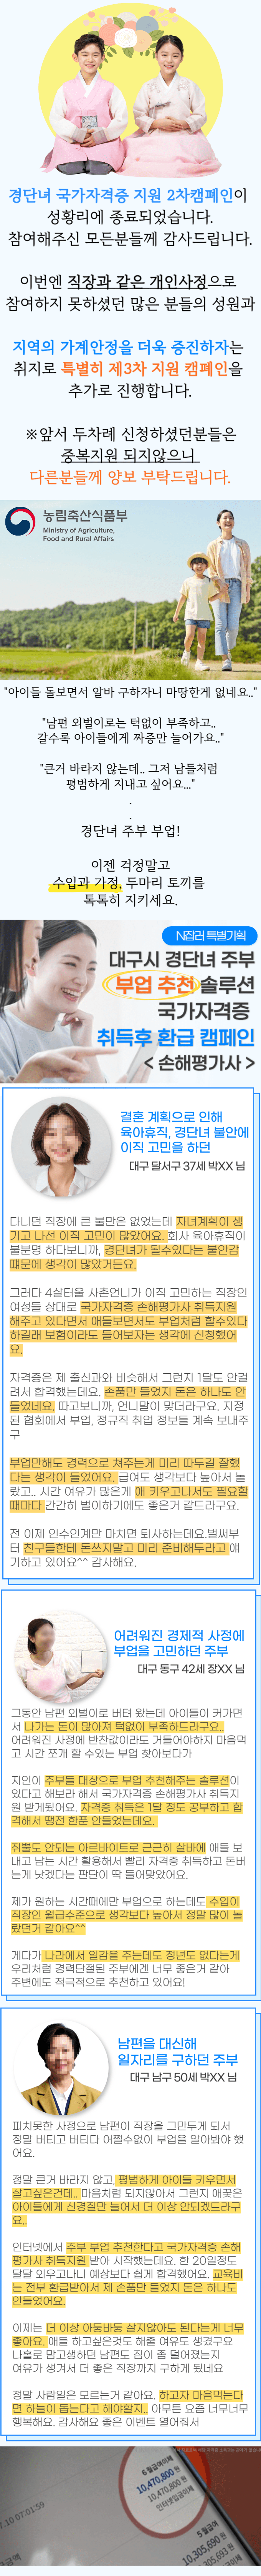 경단녀 국가자격증 지원 2차캠페인이
성황리에 종료되었습니다.
참여해주신 모든분들께 감사드립니다.
이번엔 직장과 같은 개인사정으로
참여하지 못하셨던 많은 분들의 성원과
지역의 가계안정을 더욱 증진하자는
취지로 특별히 제3차 지원 캠페인을
추가로 진행합니다.
※앞서 두차례 신청하셨던분들은
중복지원 되지않으니
다른분들께 양보 부탁드립니다.
농림축산식품부
Ministry of Agriculture,
Food and Rural Affairs
"아이들 돌보면서 알바 구하자니 마땅한게 없네요.."
"남편 외벌이로는 턱없이 부족하고..
갈수록 아이들에게 짜증만 늘어가요.."
"큰거 바라지 않는데.. 그저 남들처럼
평범하게 지내고 싶어요..."
.
.
경단녀 주부 부업!
이젠 걱정말고
수입과 가정, 두마리 토끼를
톡톡히 지키세요.
N잡러 특별기획
대구시 경단녀 주부
부업 추천 솔루션
국가자격증
취득후 환급 캠페인
< 손해평가사 >
결혼 계획으로 인해
육아휴직, 경단녀 불안에
이직 고민을 하던
대구 달서구 37세 박XX 님
다니던 직장에 큰 불만은 없었는데 자녀계획이 생
기고 나선 이직 고민이 많았어요. 회사 육아휴직이
불분명 하다보니까, 경단녀가 될수있다는 불안감
때문에 생각이 많았거든요.
그러다 4살터울 사촌언니가 이직 고민하는 직장인
여성들 상대로 국가자격증 손해평가사 취득지원
해주고 있다면서 애들보면서도 부업처럼 할수있다
하길래 보험이라도 들어보자는 생각에 신청했어
요.
자격증은 제 출신과와 비슷해서 그런지 1달도 안걸
려서 합격했는데요. 손품만 들었지 돈은 하나도 안
들었네요. 따고보니까, 언니말이 맞더라구요. 지정
된 협회에서 부업, 정규직 취업 정보들 계속 보내주
구
부업만해도 경력으로 쳐주는게 미리 따두길 잘했
다는 생각이 들었어요. 급여도 생각보다 높아서 놀
랐고.. 시간 여유가 많은게 애 키우고나서도 필요할
때마다 간간히 벌이하기에도 좋은거 같드라구요.
전 이제 인수인계만 마치면 퇴사하는데요.벌써부
터 친구들한테 돈쓰지말고 미리 준비해두라고 얘
기하고 있어요^^ 감사해요.
어려워진 경제적 사정에
부업을 고민하던 주부
대구 동구 42세 장XX 님
그동안 남편 외벌이로 버텨 왔는데 아이들이 커가면
서 나가는 돈이 많아져 턱없이 부족하드라구요..
어려워진 사정에 반찬값이라도 거들어야하지 마음먹
고 시간 쪼개 할 수 있는 부업 찾아보다가
지인이 주부들 대상으로 부업 추천해주는 솔루션이
있다고 해보라 해서 국가자격증 손해평가사 취득지
원 받게됬어요. 자격증 취득은 1달 정도 공부하고 합
격해서 땡전 한푼 안들었는데요.
쥐뿔도 안되는 아르바이트로 근근히 살바에 애들 보
내고 남는 시간 활용해서 빨리 자격증 취득하고 돈버
는게 낫겠다는 판단이 딱 들어맞았어요.
제가 원하는 시간때에만 부업으로 하는데도 수입이
직장인 월급수준으로 생각보다 높아서 정말 많이 놀
랐던거 같아요^^
게다가 나라에서 일감을 주는데도 정년도 없다는게
우리처럼 경력단절된 주부에겐 너무 좋은거 같아
주변에도 적극적으로 추천하고 있어요!
남편을 대신해
일자리를 구하던 주부
대구 남구 50세 박XX 님
피치못한 사정으로 남편이 직장을 그만두게 되서
정말 버티고 버티다 어쩔수없이 부업을 알아봐야 했
어요.
정말 큰거 바라지 않고, 평범하게 아이들 키우면서
살고싶은건데.. 마음처럼 되지않아서 그런지 애꿎은
아이들에게 신경질만 늘어서 더 이상 안되겠드라구
요..
인터넷에서 주부 부업 추천한다고 국가자격증 손해
평가사 취득지원 받아 시작했는데요. 한 20일정도
달달 외우고나니 예상보다 쉽게 합격했어요. 교육비
는 전부 환급받아서 제 손품만 들었지 돈은 하나도
안들었어요.
이제는 더 이상 아둥바둥 살지않아도 된다는게 너무
좋아요. 애들 하고싶은것도 해줄 여유도 생겼구요
나홀로 맘고생하던 남편도 짐이 좀 덜어졌는지
여유가 생겨서 더 좋은 직장까지 구하게 됬네요
정말 사람일은 모르는거 같아요. 하고자 마음먹는다
면 하늘이 돕는다고 해야할지.. 아무튼 요즘 너무너무
행복해요. 감사해요 좋은 이벤트 열어줘서
6 월급여이체
10,470,800 원
10,470,800 원
인터넷급여이체
7.10 07:01:59
5 월급여
10,305,690 원